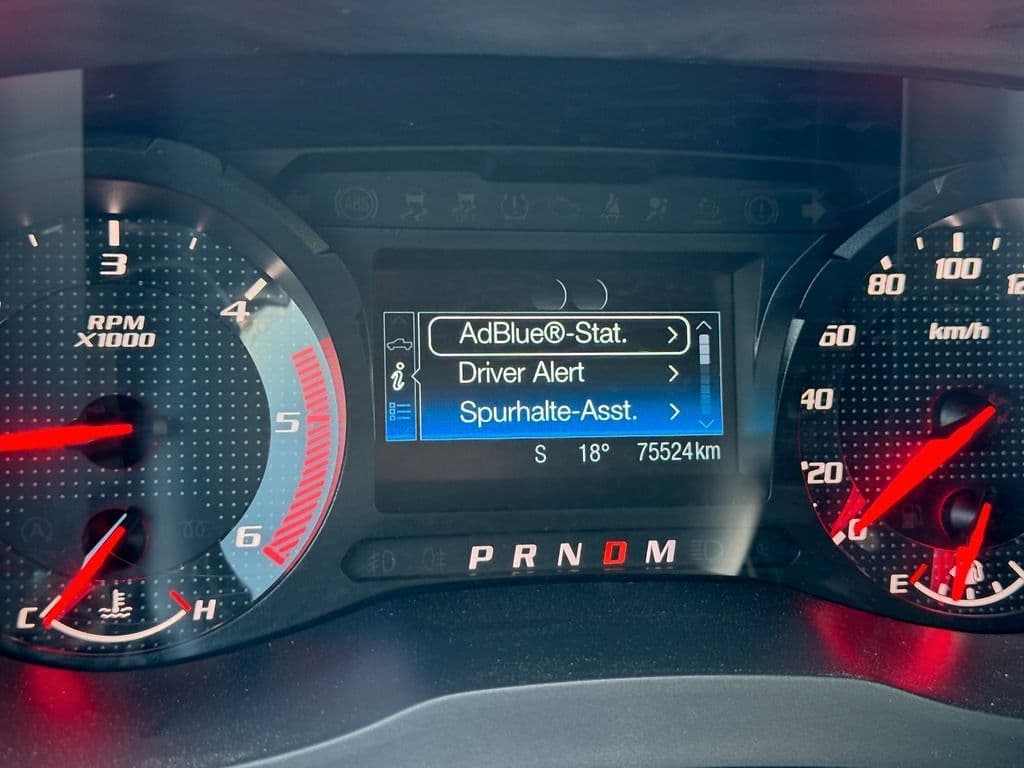 ABS
3
4
5
6
RPM
X1000
C
H
AdBlue®-Stat.
Driver Alert
Spurhalte-Asst.
S 18° 75524km
P R N D M
100
80
60
40
20
0
km/h
E